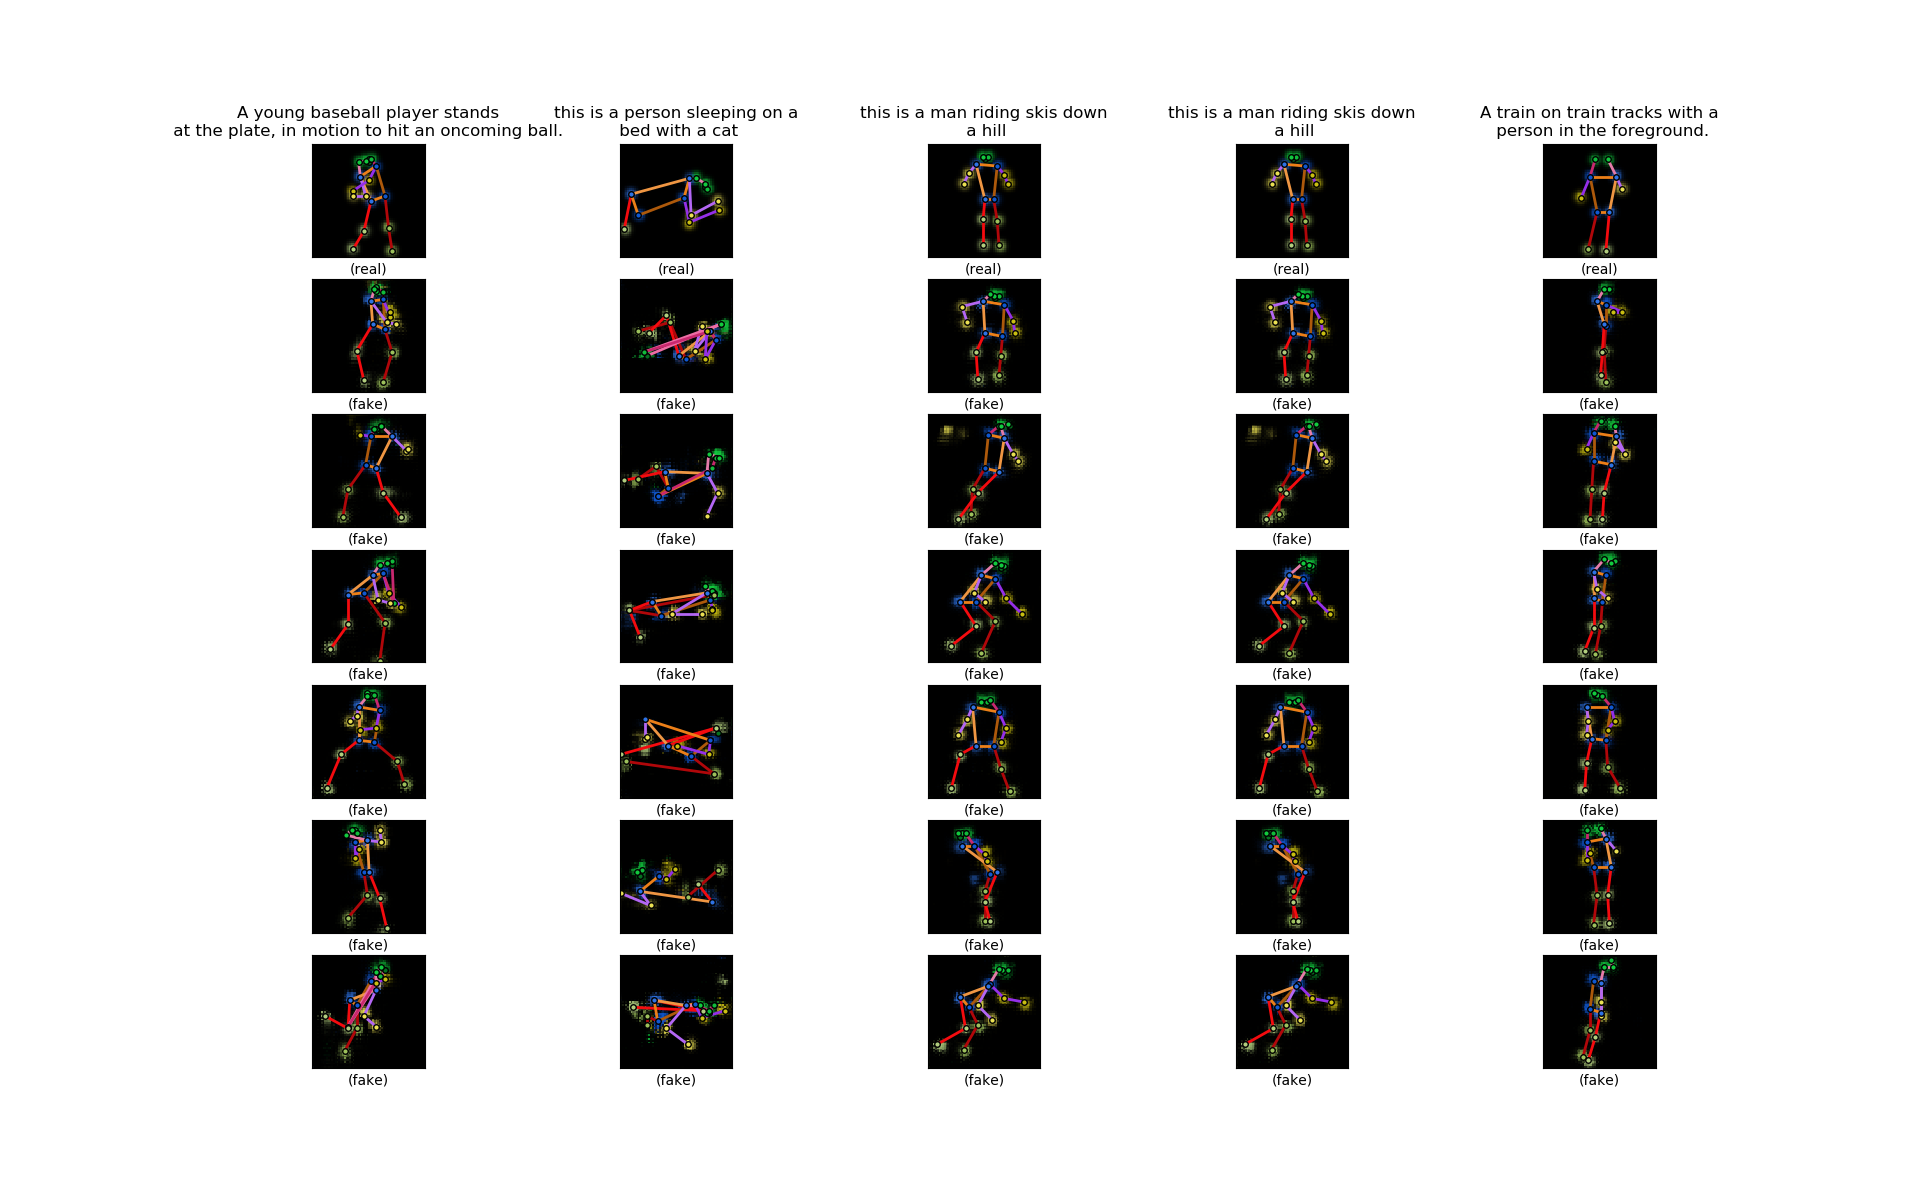 A young baseball player stands
at the plate, in motion to hit an oncoming ball.
this is a person sleeping on a
bed with a cat
this is a man riding skis down
a hill
this is a man riding skis down
a hill
A train on train tracks with a
person in the foreground.
(real) (real) (real) (real) (real)
(fake) (fake) (fake) (fake) (fake)
(fake) (fake) (fake) (fake) (fake)
(fake) (fake) (fake) (fake) (fake)
(fake) (fake) (fake) (fake) (fake)
(fake) (fake) (fake) (fake) (fake)
(fake) (fake) (fake) (fake) (fake)